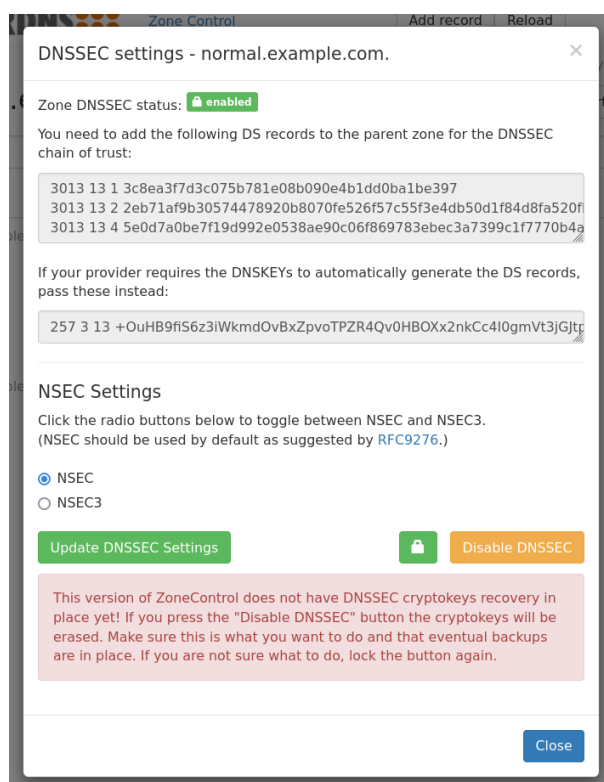 Zone Control
Add record
Reload
DNSSEC settings - normal.example.com.
×
Zone DNSSEC status: enabled
You need to add the following DS records to the parent zone for the DNSSEC
chain of trust:
3013 13 1 3c8ea3f7d3c075b781e08b090e4b1dd0ba1be397
3013 13 2 2eb71af9b30574478920b8070fe526f57c55f3e4db50d1f84d8fa520f
3013 13 4 5e0d7a0be7f19d992e0538ae90c06f869783ebec3a7399c1f7770b4a
If your provider requires the DNSKEYs to automatically generate the DS records,
pass these instead:
257 3 13 +OuHB9fiS6z3iWkmdOvBxZpvoTPZR4Qv0HBOXx2nkCc4I0gmVt3jGJtp
NSEC Settings
Click the radio buttons below to toggle between NSEC and NSEC3.
(NSEC should be used by default as suggested by RFC9276.)
NSEC
NSEC3
Update DNSSEC Settings
Disable DNSSEC
This version of ZoneControl does not have DNSSEC cryptokeys recovery in
place yet! If you press the "Disable DNSSEC" button the cryptokeys will be
erased. Make sure this is what you want to do and that eventual backups
are in place. If you are not sure what to do, lock the button again.
Close